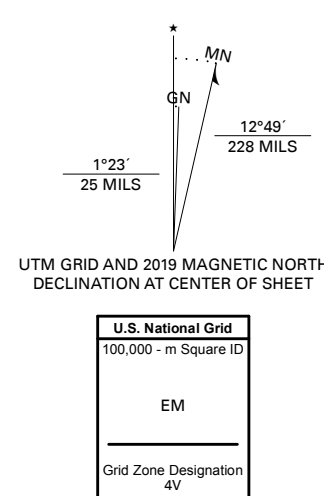 ★
MN
GN
12°49´
228 MILS
1°23´
25 MILS
UTM GRID AND 2019 MAGNETIC NORTH
DECLINATION AT CENTER OF SHEET
U.S. National Grid
100,000 - m Square ID
EM
Grid Zone Designation
4V